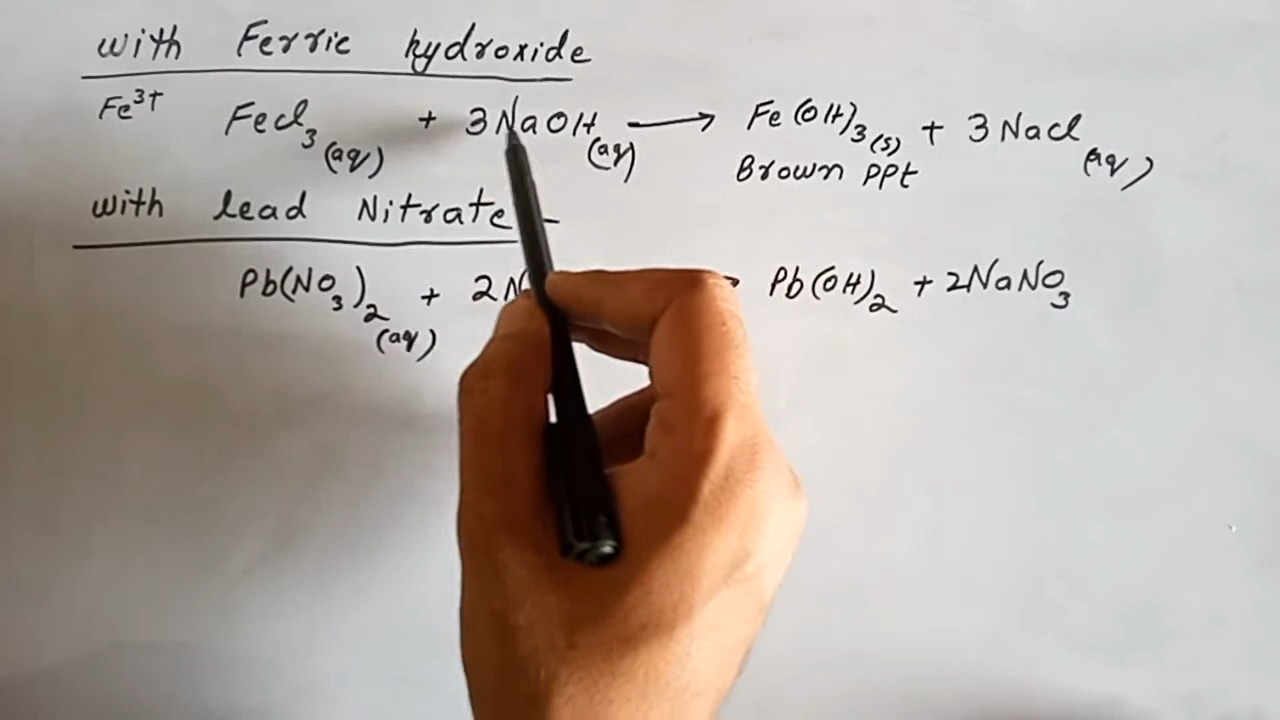 with Ferric hydroxide
Fe³⁺ FeCl₃ (aq) + 3NaOH (aq) ⟶ Fe(OH)₃ (s) + 3NaCl (aq)
Brown PPt
with lead Nitrate -
Pb(NO₃)₂ (aq) + 2N → Pb(OH)₂ + 2NaNO₃